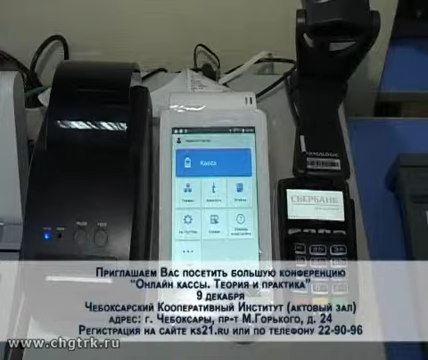 Касса
СБЕРБАНК
Приглашаем Вас посетить большую конференцию
"Онлайн кассы. Теория и практика"
9 декабря
Чебоксарский Кооперативный Институт (актовый зал)
адрес: г. Чебоксары, пр-т М.Горького, д. 24
Регистрация на сайте ks21.ru или по телефону 22-90-96
www.chgtrk.ru